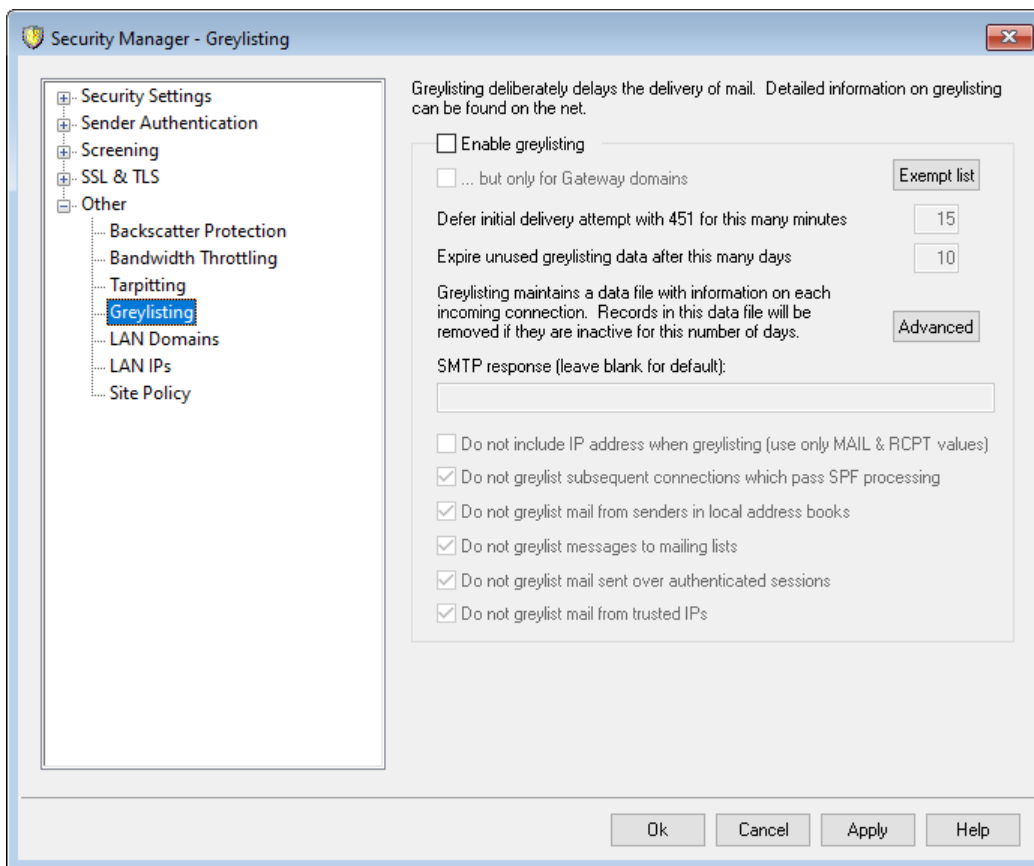 Security Manager - Greylisting
Security Settings
Sender Authentication
Screening
SSL & TLS
Other
Backscatter Protection
Bandwidth Throttling
Tarpitting
Greylisting
LAN Domains
LAN IPs
Site Policy
Greylisting deliberately delays the delivery of mail.  Detailed information on greylisting
can be found on the net.
Enable greylisting
... but only for Gateway domains
Exempt list
Defer initial delivery attempt with 451 for this many minutes
15
Expire unused greylisting data after this many days
10
Greylisting maintains a data file with information on each
incoming connection.  Records in this data file will be
removed if they are inactive for this number of days.
Advanced
SMTP response (leave blank for default):
Do not include IP address when greylisting (use only MAIL & RCPT values)
Do not greylist subsequent connections which pass SPF processing
Do not greylist mail from senders in local address books
Do not greylist messages to mailing lists
Do not greylist mail sent over authenticated sessions
Do not greylist mail from trusted IPs
Ok
Cancel
Apply
Help